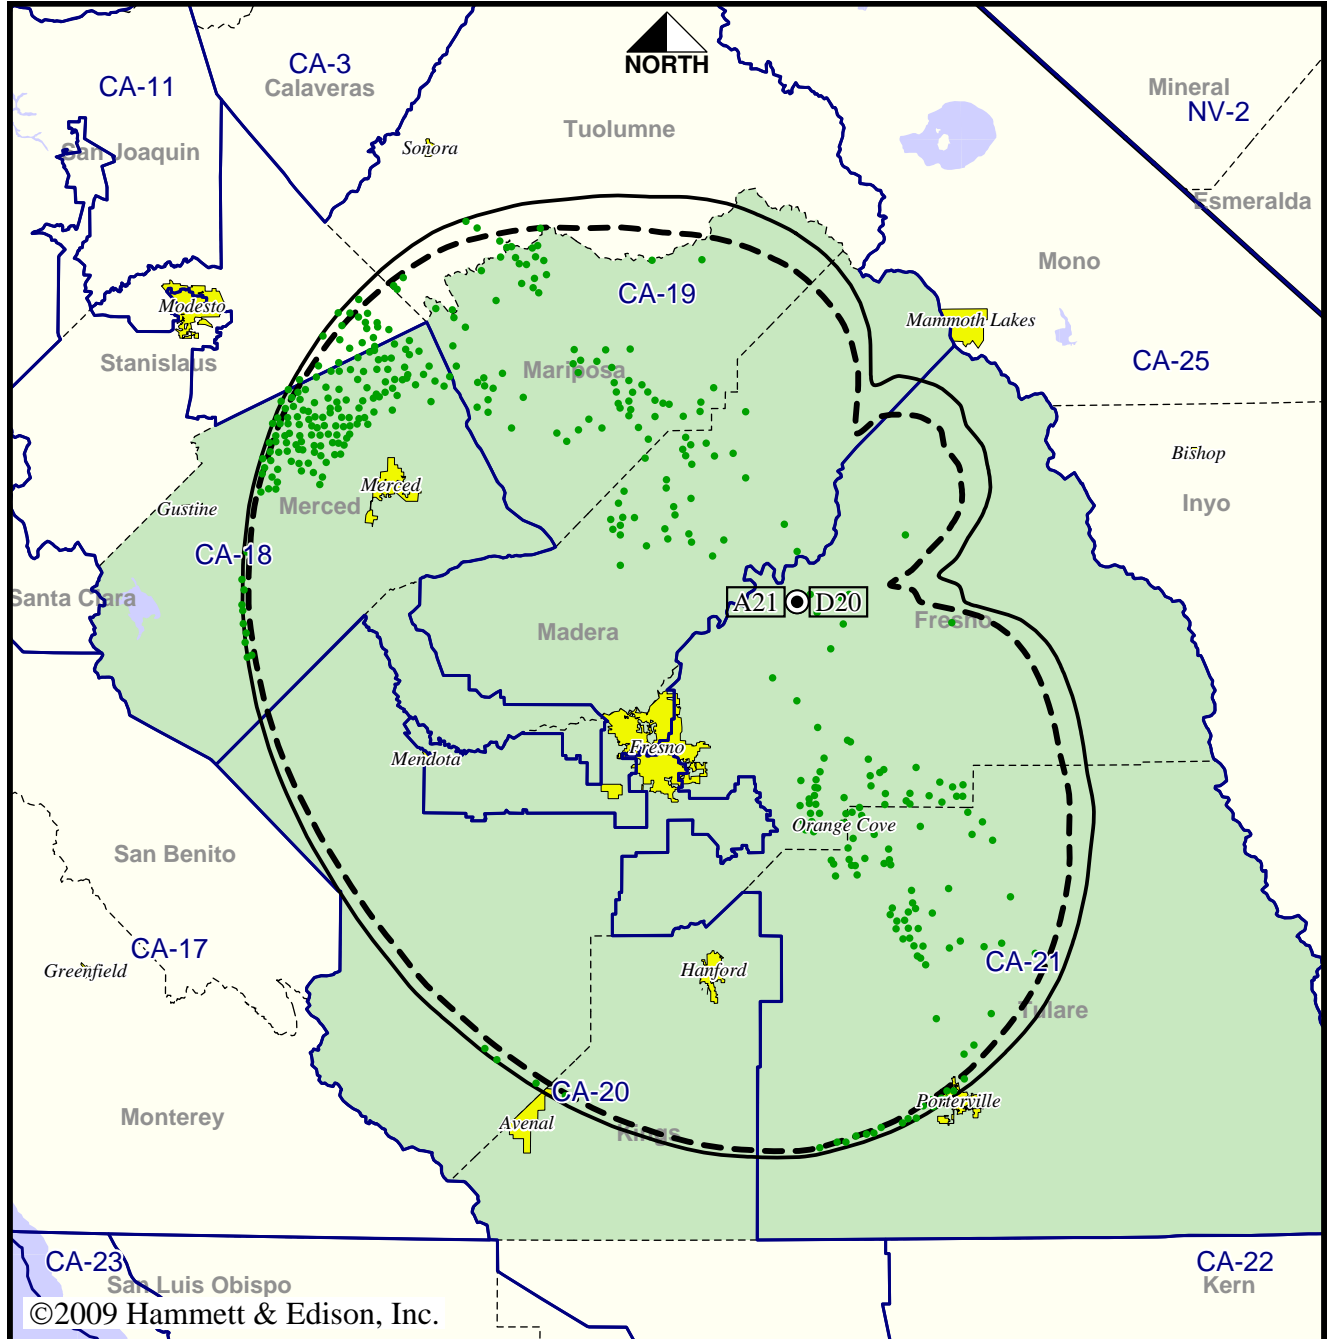 CA-3
Calaveras
NORTH
CA-11
Mineral
NV-2
Tuolumne
Sonora
San Joaquin
Esmeralda
Mono
CA-19
Modesto
Mammoth Lakes
Stanislaus
CA-25
Mariposa
Bishop
Merced
Merced
Gustine
Inyo
CA-18
Santa Clara
A21 D20
Fresno
Madera
Fresno
Mendota
Orange Cove
San Benito
CA-17
CA-21
Greenfield
Hanford
Tulare
CA-20
Porterville
Monterey
Avenal
Kings
CA-23
CA-22
San Luis Obispo
Kern
©2009 Hammett & Edison, Inc.